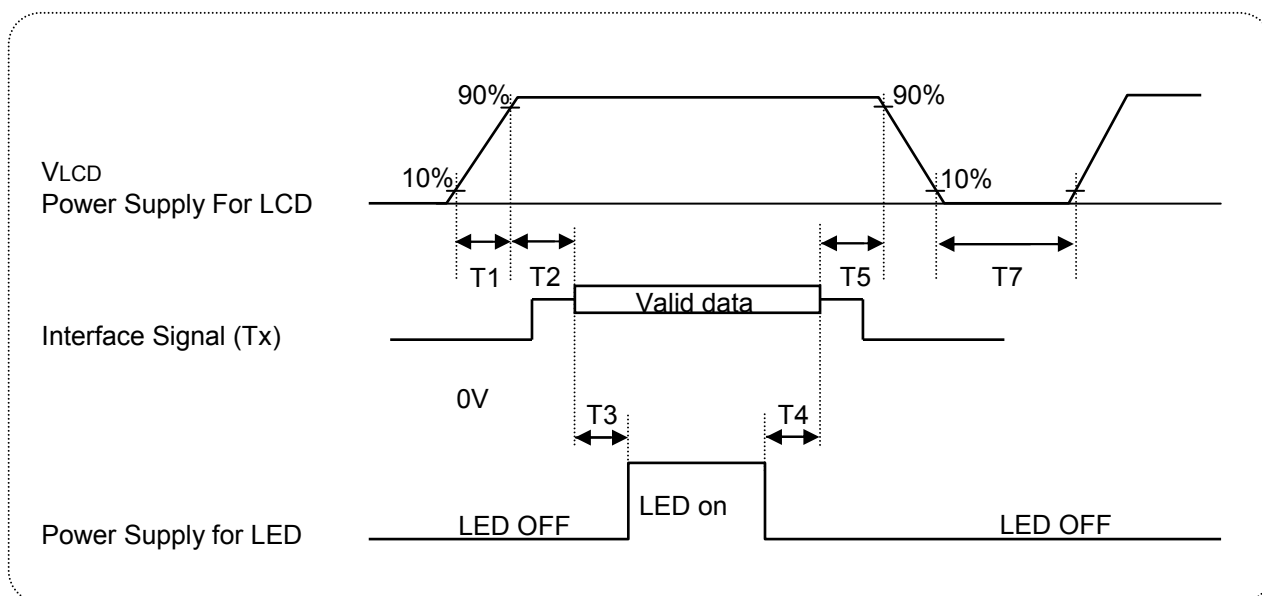 90%
90%
VLCD
10%
10%
Power Supply For LCD
T1
T2
T5
T7
Valid data
Interface Signal (Tx)
0V
T3
T4
LED on
Power Supply for LED
LED OFF
LED OFF